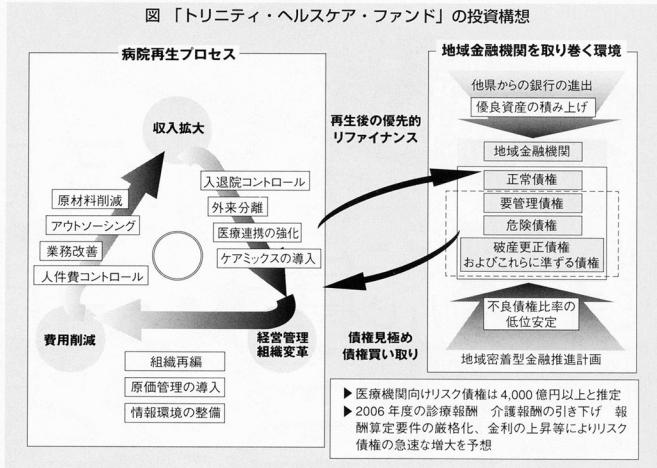 図 「トリニティ・ヘルスケア・ファンド」の投資構想
病院再生プロセス
収入拡大
原材料削減
アウトソーシング
業務改善
人件費コントロール
入退院コントロール
外来分離
医療連携の強化
ケアミックスの導入
費用削減
経営管理
組織変革
組織再編
原価管理の導入
情報環境の整備
再生後の優先的
リファイナンス
債権見極め
債権買い取り
地域金融機関を取り巻く環境
他県からの銀行の進出
優良資産の積み上げ
地域金融機関
正常債権
要管理債権
危険債権
破産更正債権
およびこれらに準ずる債権
不良債権比率の
低位安定
地域密着型金融推進計画
▶医療機関向けリスク債権は4,000億円以上と推定
▶2006年度の診療報酬 介護報酬の引き下げ 報
酬算定要件の厳格化、金利の上昇等によりリスク
債権の急速な増大を予想